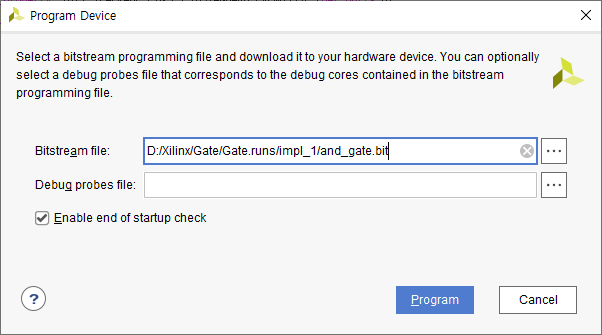 Program Device
Select a bitstream programming file and download it to your hardware device. You can optionally
select a debug probes file that corresponds to the debug cores contained in the bitstream
programming file.
Bitstream file: D:/Xilinx/Gate/Gate.runs/impl_1/and_gate.bit
Debug probes file:
Enable end of startup check
? Program Cancel